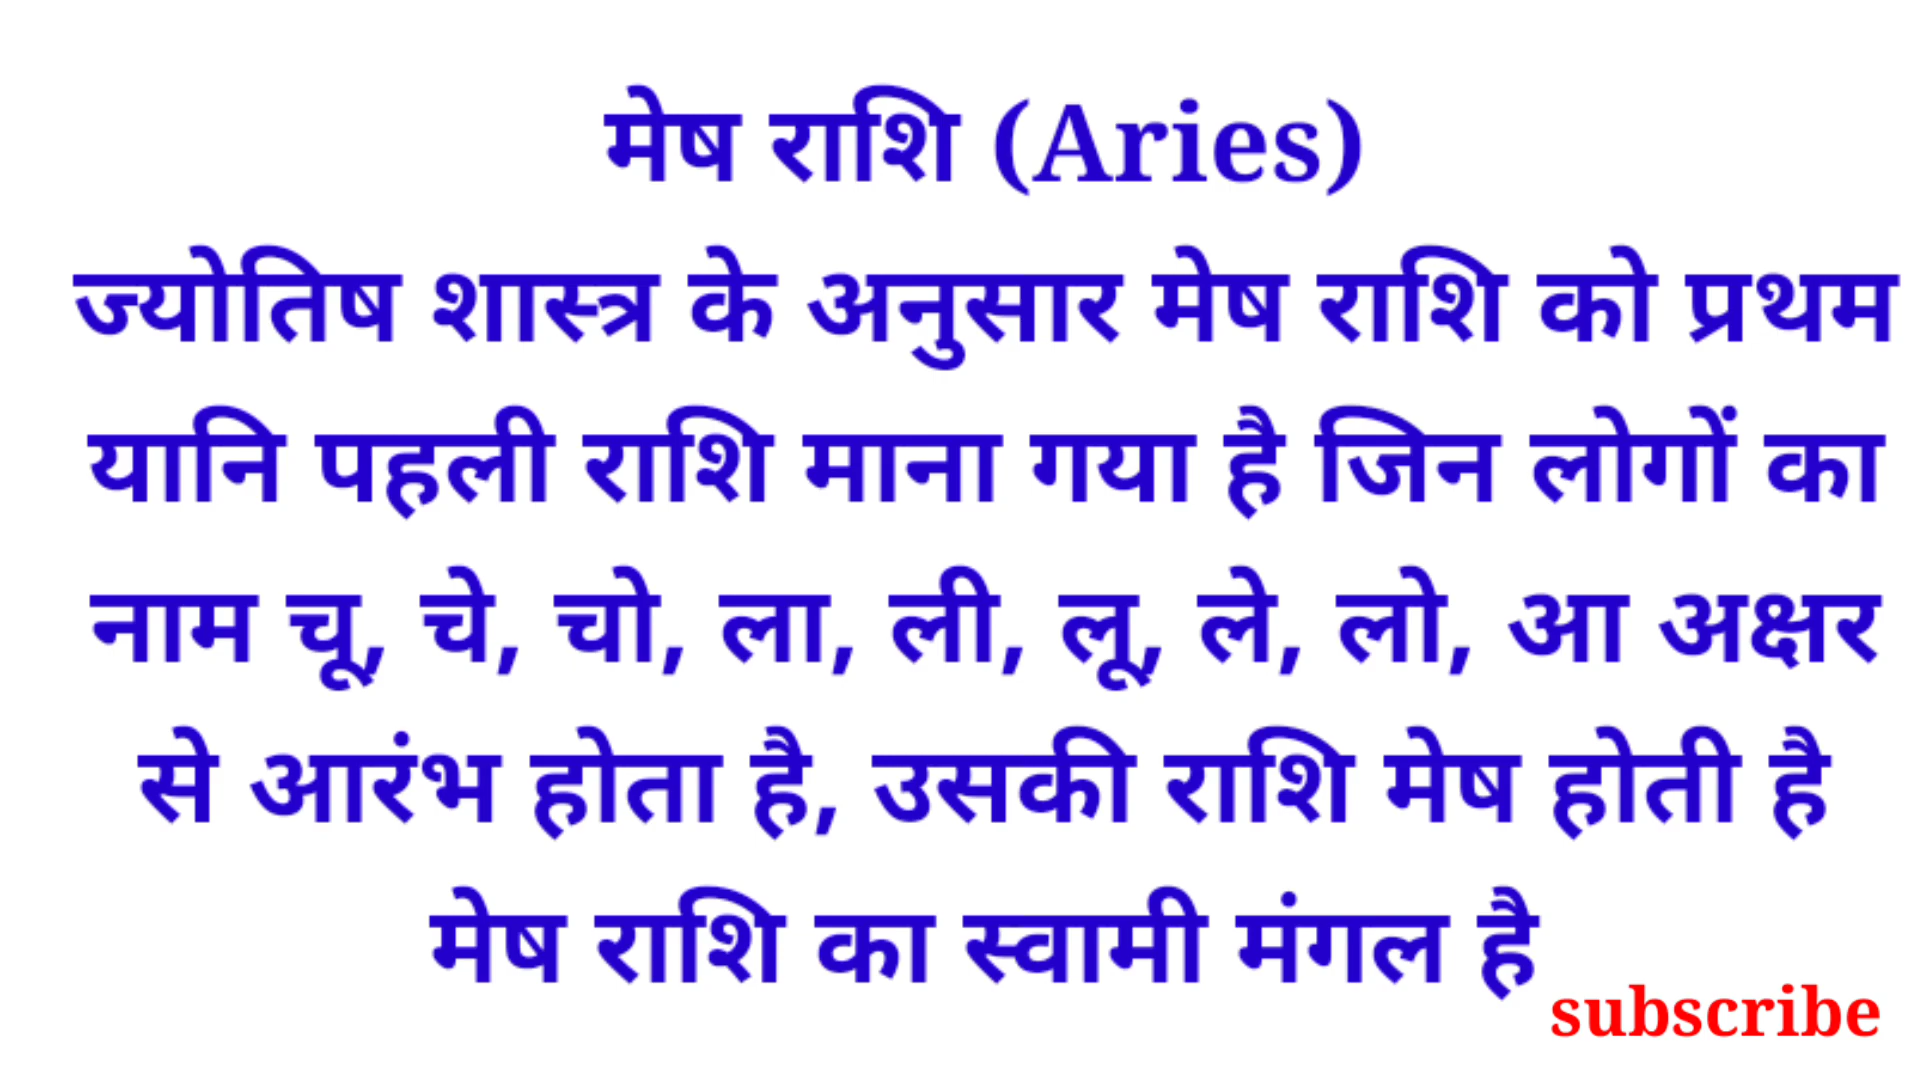 मेष राशि (Aries)
ज्योतिष शास्त्र के अनुसार मेष राशि को प्रथम
यानि पहली राशि माना गया है जिन लोगों का
नाम चू, चे, चो, ला, ली, लू, ले, लो, आ अक्षर
से आरंभ होता है, उसकी राशि मेष होती है
मेष राशि का स्वामी मंगल है
subscribe